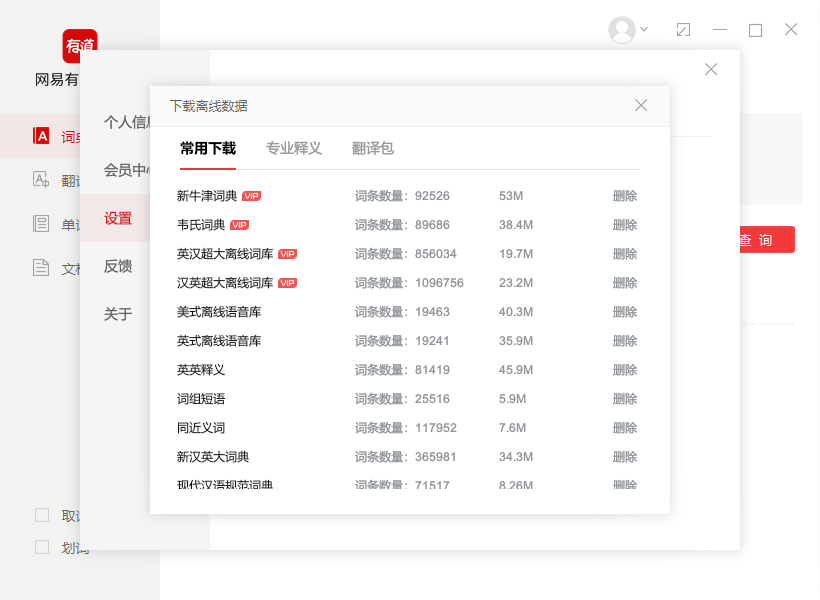 有道
网易有
个人信息
下载离线数据
词典
会员中心
常用下载 专业释义 翻译包
翻
设置
单
反馈
文
关于
新牛津词典 VIP 词条数量: 92526 53M 删除
韦氏词典 VIP 词条数量: 89686 38.4M 删除
英汉超大离线词库 VIP 词条数量: 856034 19.7M 删除
汉英超大离线词库 VIP 词条数量: 1096756 23.2M 删除
美式离线语音库 词条数量: 19463 40.3M 删除
英式离线语音库 词条数量: 19241 35.9M 删除
英英释义 词条数量: 81419 45.9M 删除
词组短语 词条数量: 25516 5.9M 删除
同近义词 词条数量: 117952 7.6M 删除
新汉英大词典 词条数量: 365981 34.3M 删除
现代汉语规范词典 词条数量: 71517 8.26M 删除
查 询
取
划词